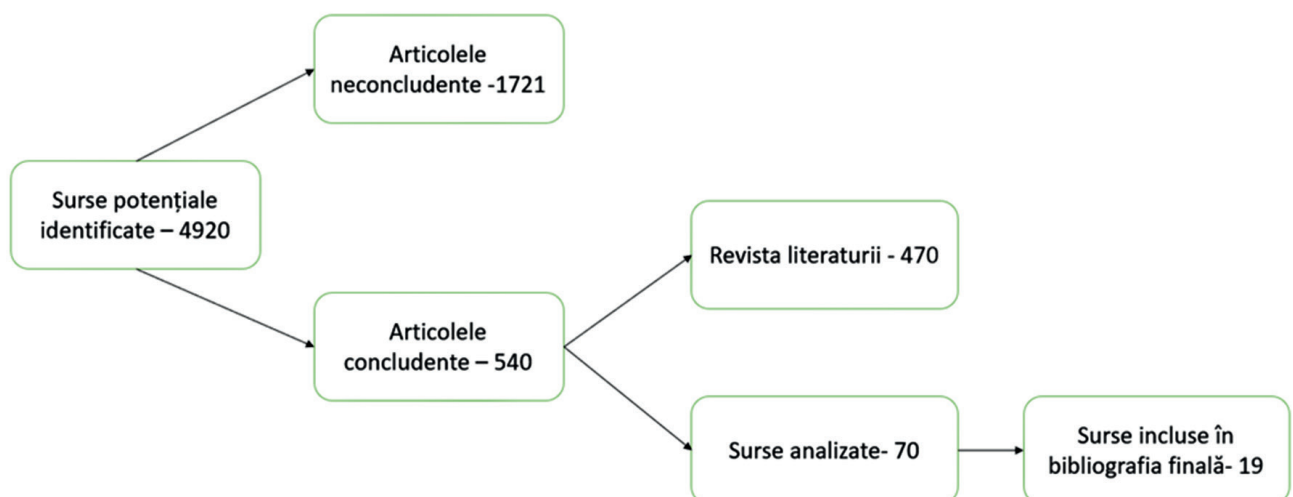 Articolele
neconcludente -1721
Surse potențiale
identificate – 4920
Articolele
concludente – 540
Revista literaturii - 470
Surse analizate- 70
Surse incluse în
bibliografia finală- 19